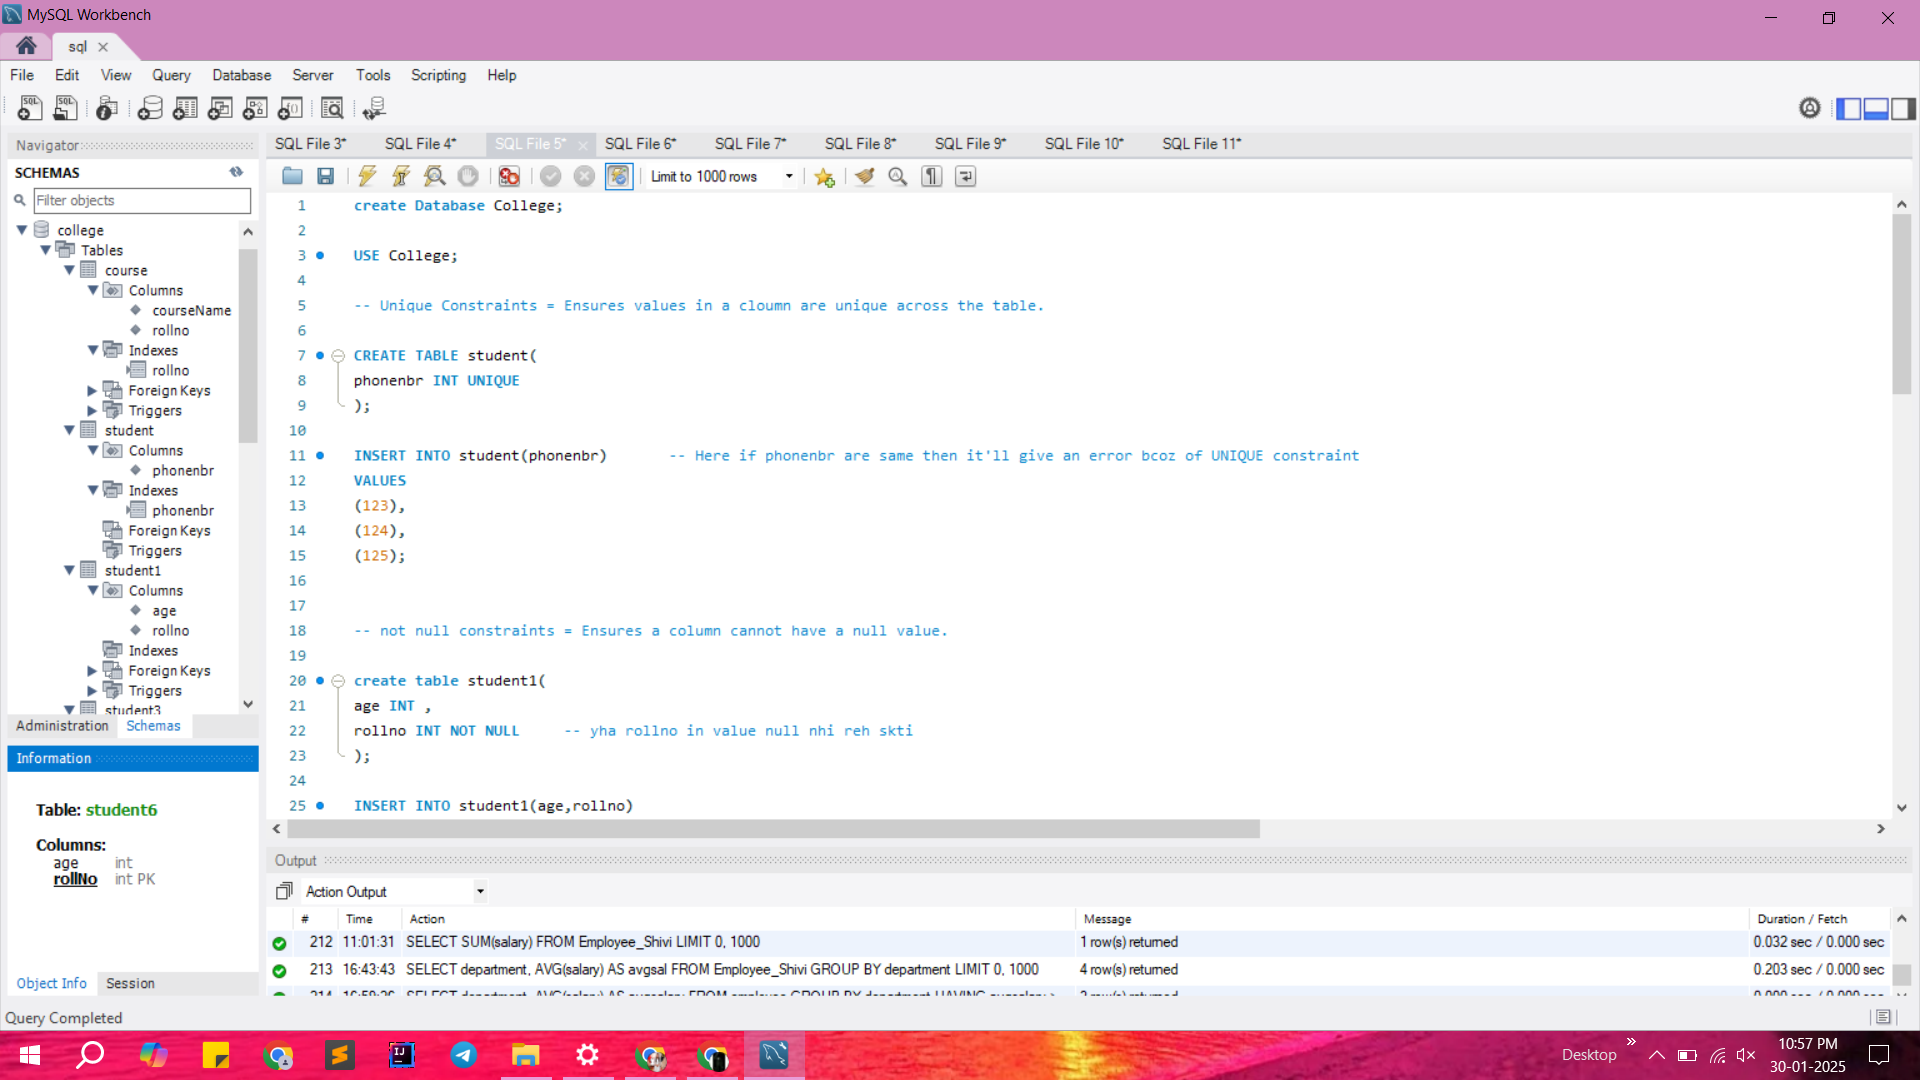 MySQL Workbench
sql
File Edit View Query Database Server Tools Scripting Help
Navigator
SCHEMAS
Filter objects
college
Tables
course
Columns
courseName
rollno
Indexes
rollno
Foreign Keys
Triggers
student
Columns
phonenbr
Indexes
phonenbr
Foreign Keys
Triggers
student1
Columns
age
rollno
Indexes
Foreign Keys
Triggers
student3
Administration Schemas
Information
Table: student6
Columns:
age int
rollNo int PK
Object Info Session
SQL File 3* SQL File 4* SQL File 5* SQL File 6* SQL File 7* SQL File 8* SQL File 9* SQL File 10* SQL File 11*
Limit to 1000 rows
1 create Database College;
2
3 USE College;
4
5 -- Unique Constraints = Ensures values in a cloumn are unique across the table.
6
7 CREATE TABLE student(
8 phonenbr INT UNIQUE
9 );
10
11 INSERT INTO student(phonenbr) -- Here if phonenbr are same then it'll give an error bcoz of UNIQUE constraint
12 VALUES
13 (123),
14 (124),
15 (125);
16
17
18 -- not null constraints = Ensures a column cannot have a null value.
19
20 create table student1(
21 age INT ,
22 rollno INT NOT NULL -- yha rollno in value null nhi reh skti
23 );
24
25 INSERT INTO student1(age,rollno)
Output
Action Output
# Time Action Message Duration / Fetch
212 11:01:31 SELECT SUM(salary) FROM Employee_Shivi LIMIT 0, 1000 1 row(s) returned 0.032 sec / 0.000 sec
213 16:43:43 SELECT department, AVG(salary) AS avgsal FROM Employee_Shivi GROUP BY department LIMIT 0, 1000 4 row(s) returned 0.203 sec / 0.000 sec
Query Completed
Desktop
10:57 PM
30-01-2025